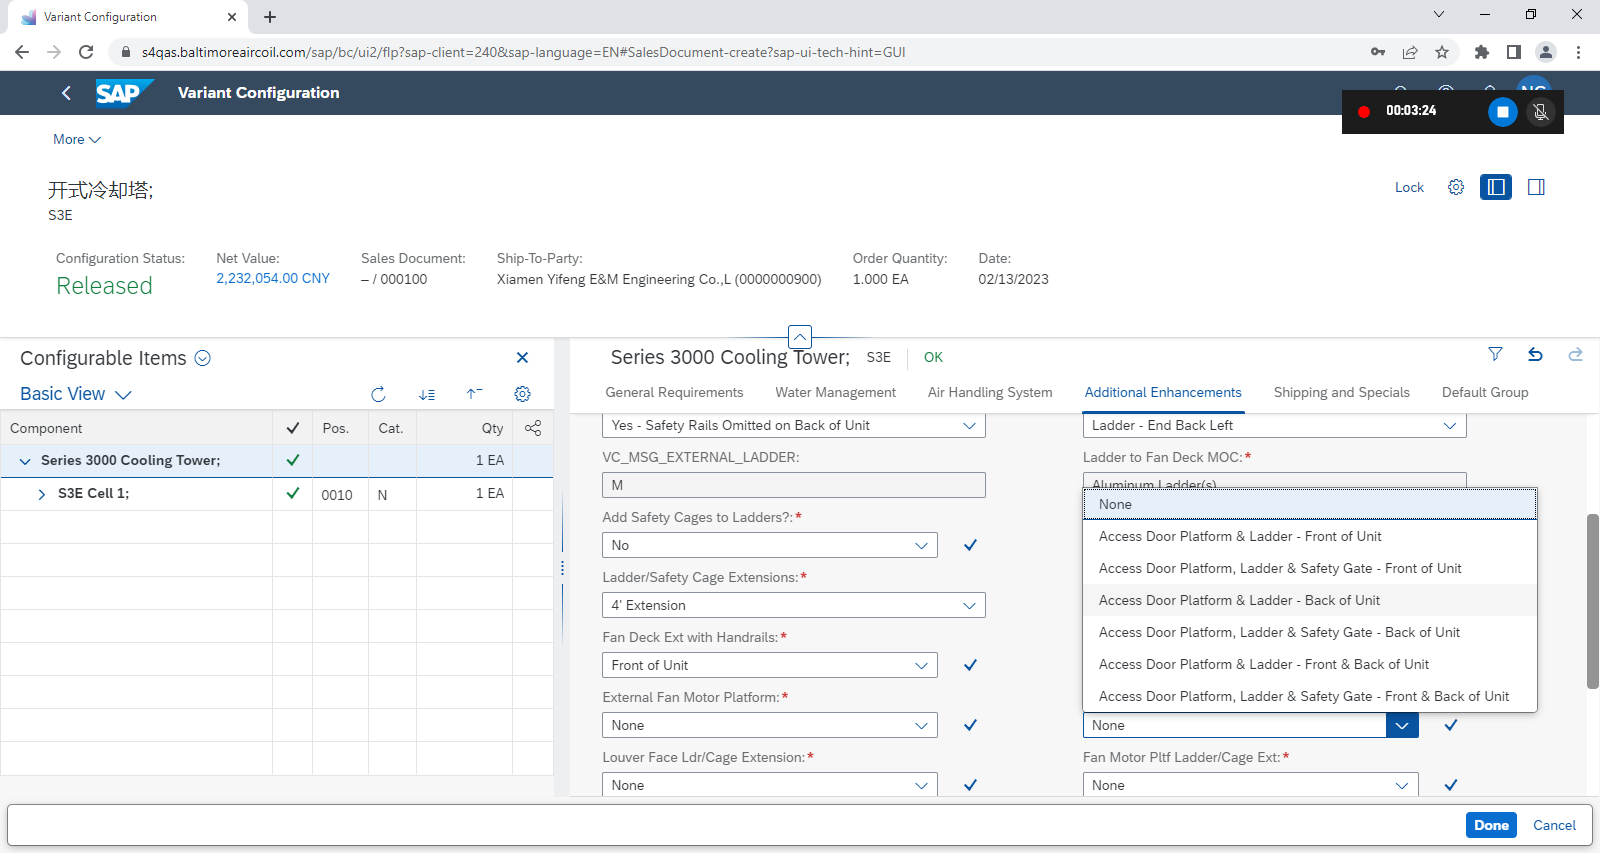 Variant Configuration
s4qas.baltimoreaircoil.com/sap/bc/ui2/flp?sap-client=240&sap-language=EN#SalesDocument-create?sap-ui-tech-hint=GUI
SAP Variant Configuration
00:03:24
More
开式冷却塔;
S3E
Lock
Configuration Status: Net Value: Sales Document: Ship-To-Party: Order Quantity: Date:
Released 2,232,054.00 CNY – / 000100 Xiamen Yifeng E&M Engineering Co.,L (0000000900) 1.000 EA 02/13/2023
Configurable Items
Basic View
Component Pos. Cat. Qty
Series 3000 Cooling Tower; 1 EA
S3E Cell 1; 0010 N 1 EA
Series 3000 Cooling Tower; S3E OK
General Requirements Water Management Air Handling System Additional Enhancements Shipping and Specials Default Group
Yes - Safety Rails Omitted on Back of Unit Ladder - End Back Left
VC_MSG_EXTERNAL_LADDER: Ladder to Fan Deck MOC:*
M Aluminum Ladder(s)
Add Safety Cages to Ladders?:*
No
Ladder/Safety Cage Extensions:*
4' Extension
Fan Deck Ext with Handrails:*
Front of Unit
External Fan Motor Platform:*
None
Louver Face Ldr/Cage Extension:*
None
None
Access Door Platform & Ladder - Front of Unit
Access Door Platform, Ladder & Safety Gate - Front of Unit
Access Door Platform & Ladder - Back of Unit
Access Door Platform, Ladder & Safety Gate - Back of Unit
Access Door Platform & Ladder - Front & Back of Unit
Access Door Platform, Ladder & Safety Gate - Front & Back of Unit
None
Fan Motor Pltf Ladder/Cage Ext:*
None
Done Cancel